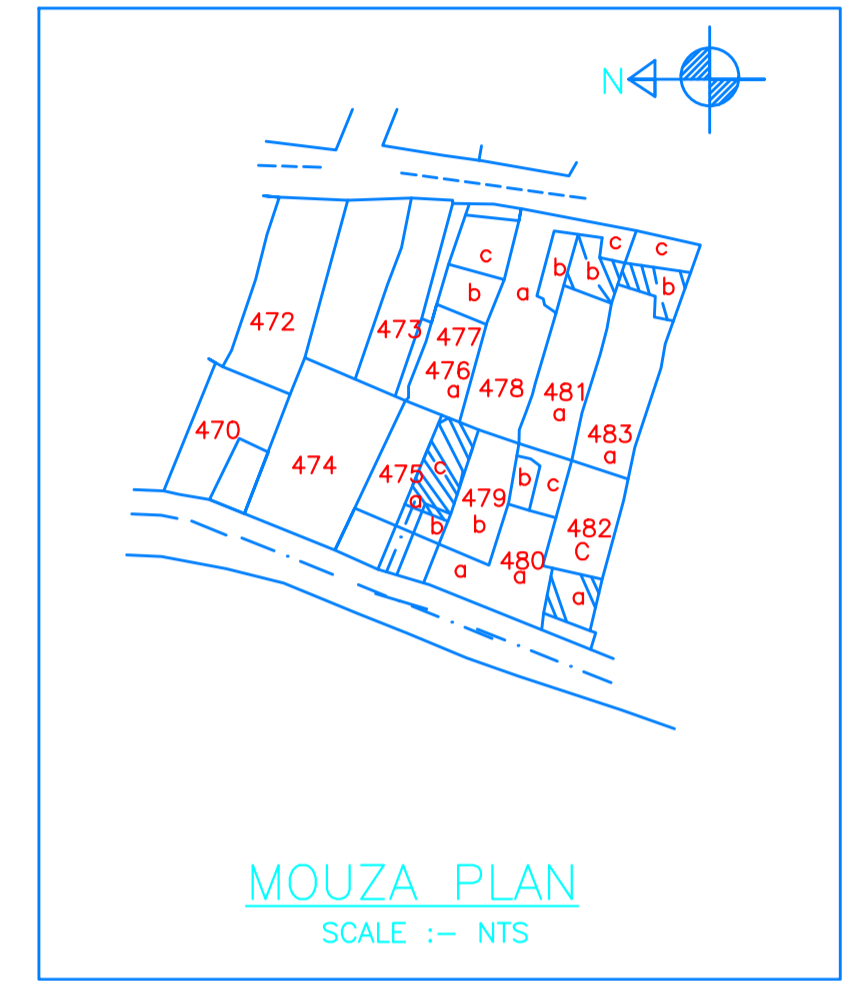 N
c c
c b b b
b a
472 473 477
476 a 478 481 a
483 a
470 474 475 a c
479 b b c
482 C
b 480 a
a a
MOUZA PLAN
SCALE :- NTS